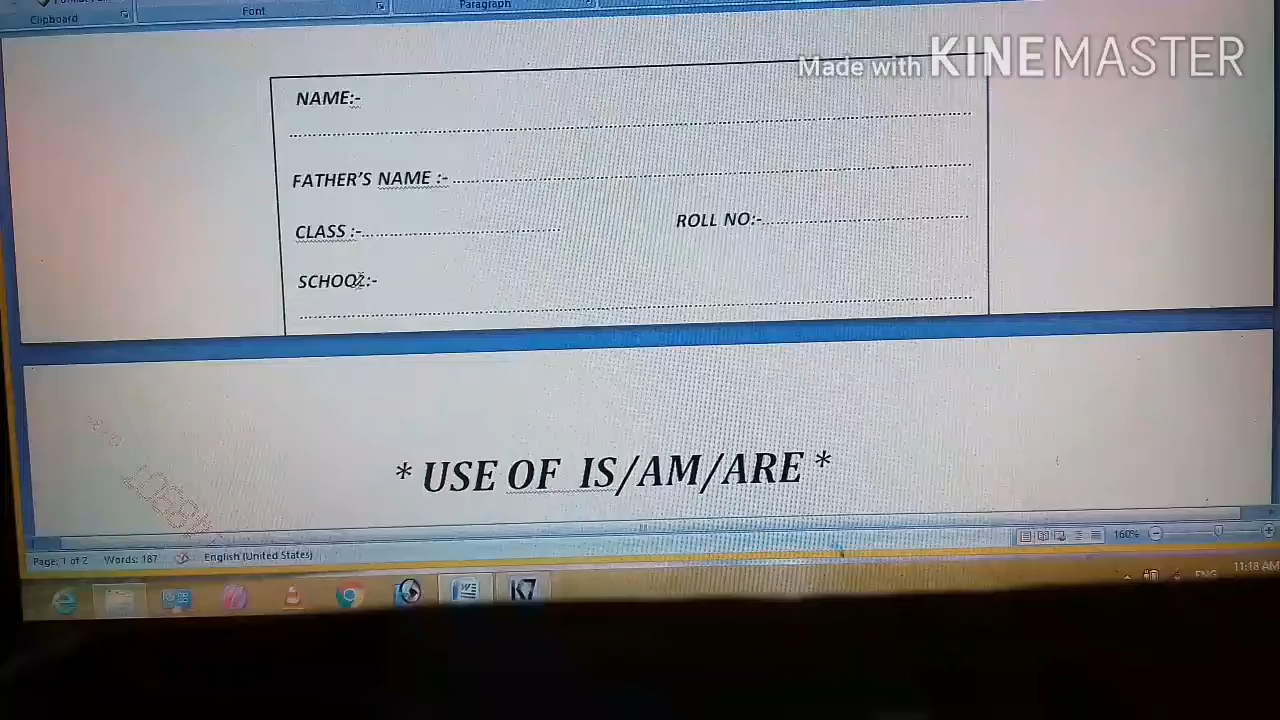 Clipboard
Font
Paragraph
Made with KINEMASTER
NAME:-
FATHER'S NAME :-
CLASS :-
ROLL NO:-
SCHOOL:-
* USE OF IS/AM/ARE *
160%
Page: 1 of 2 Words: 187 English (United States)
ENG 11:18 AM
K7